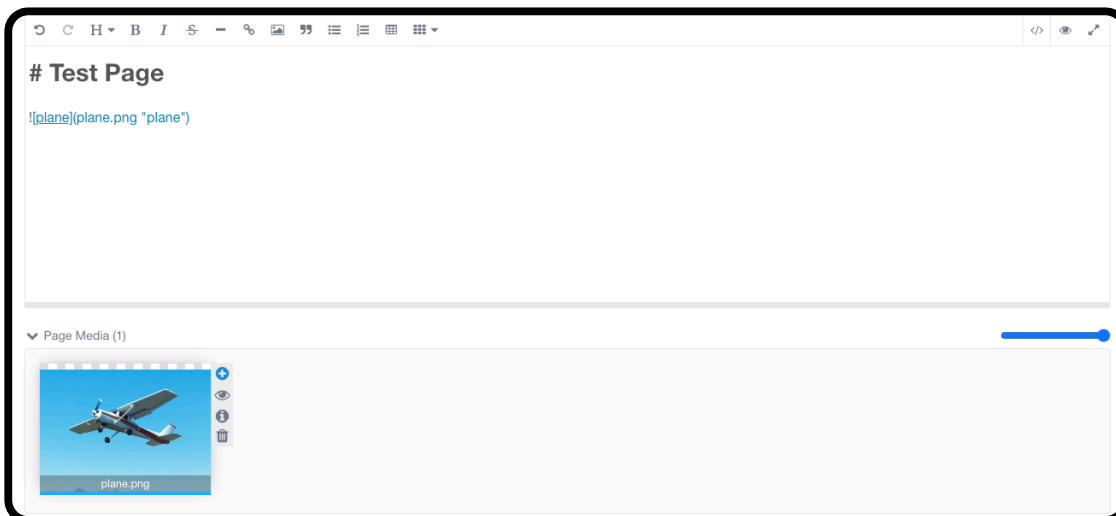 H B I S
# Test Page
![plane](plane.png "plane")
Page Media (1)
plane.png